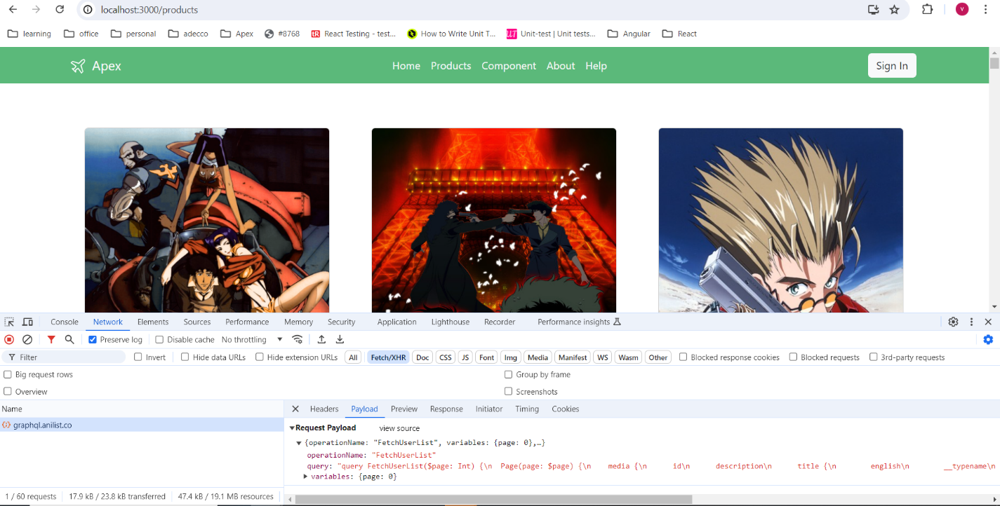 localhost:3000/products
V
learning office personal adecco Apex #8768 React Testing - test... How to Write Unit T... Unit-test | Unit tests... Angular React
Apex Home Products Component About Help Sign In
Console Network Elements Sources Performance Memory Security Application Lighthouse Recorder Performance insights
Preserve log Disable cache No throttling
Filter Invert Hide data URLs Hide extension URLs All Fetch/XHR Doc CSS JS Font Img Media Manifest WS Wasm Other Blocked response cookies Blocked requests 3rd-party requests
Big request rows Group by frame
Overview Screenshots
Name Headers Payload Preview Response Initiator Timing Cookies
graphql.anilist.co
Request Payload view source
{operationName: "FetchUserList", variables: {page: 0},…}
operationName: "FetchUserList"
query: "query FetchUserList($page: Int) {\n  Page(page: $page) {\n    media {\n      id\n      description\n      title {\n        english\n        __typename\n
variables: {page: 0}
1 / 60 requests 17.9 kB / 23.8 kB transferred 47.4 kB / 19.1 MB resources